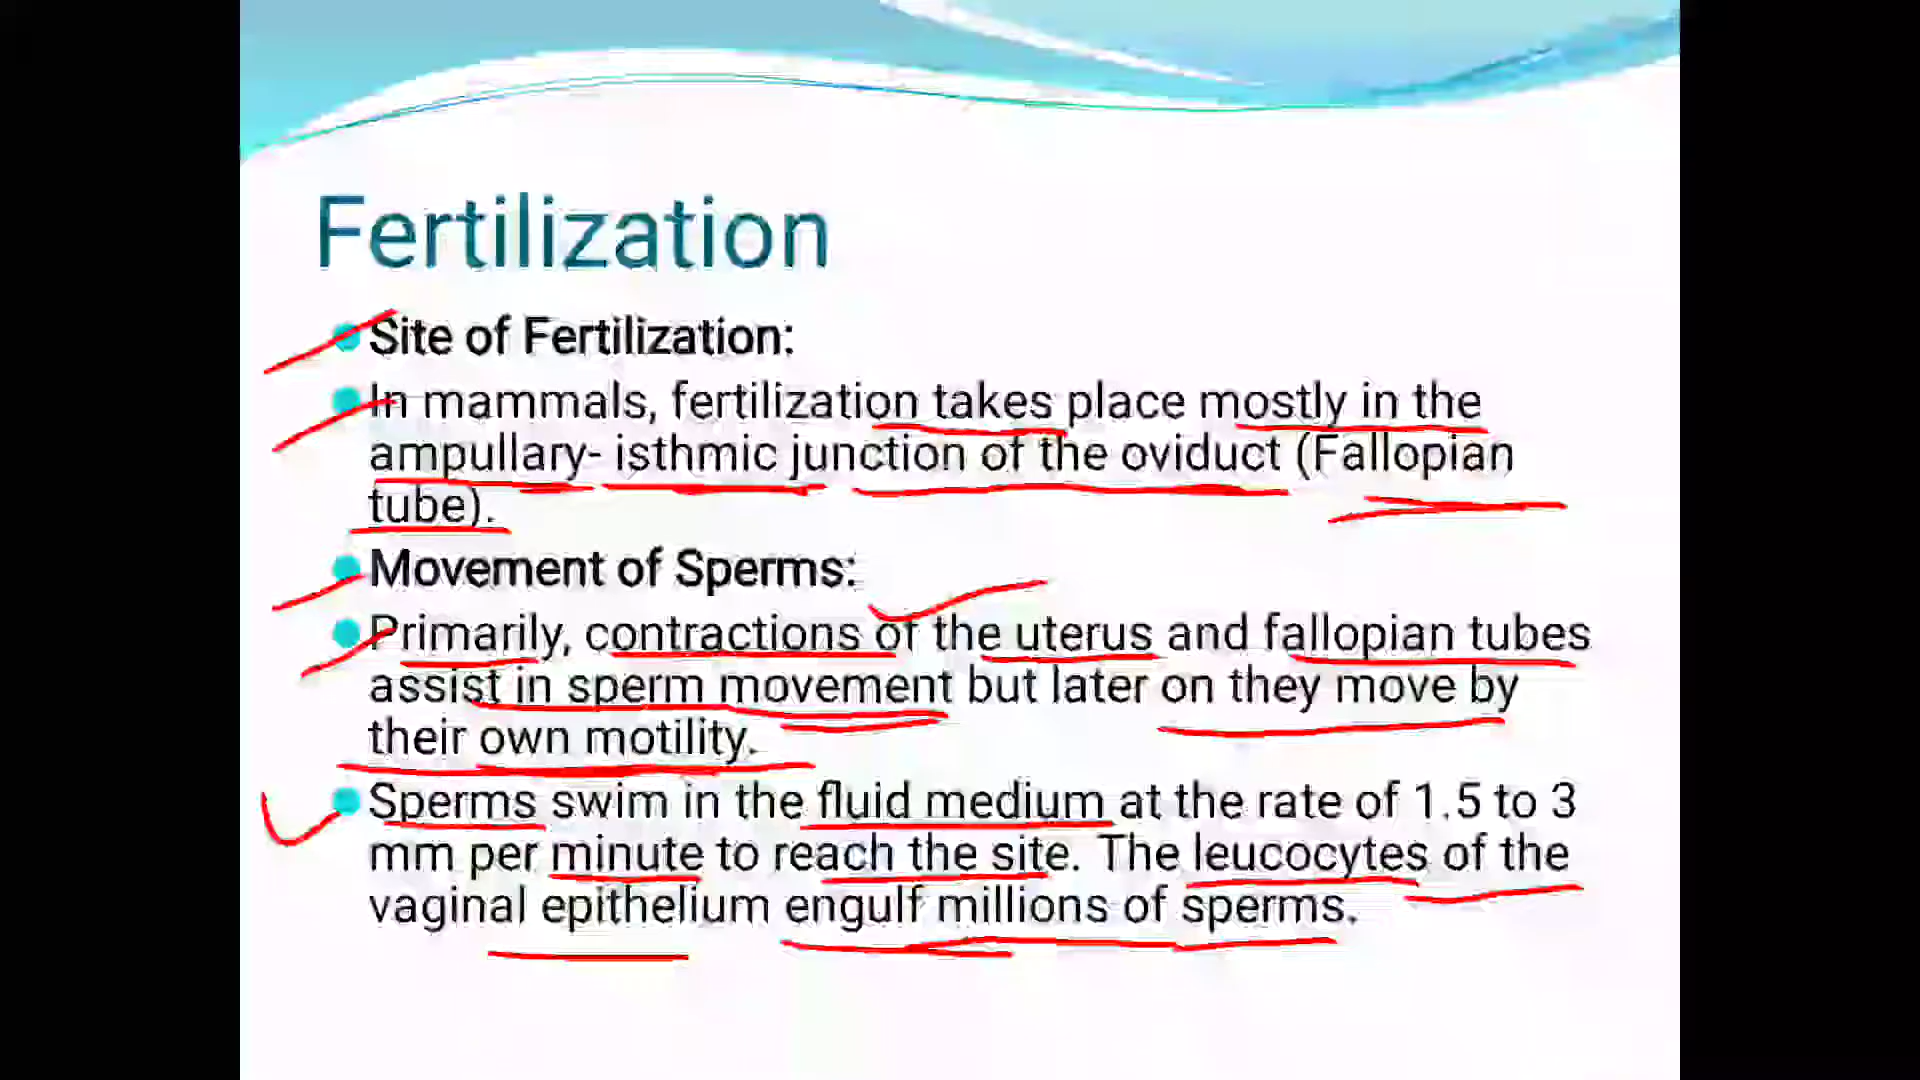 Fertilization
Site of Fertilization:
In mammals, fertilization takes place mostly in the
ampullary- isthmic junction of the oviduct (Fallopian
tube).
Movement of Sperms:
Primarily, contractions of the uterus and fallopian tubes
assist in sperm movement but later on they move by
their own motility.
Sperms swim in the fluid medium at the rate of 1.5 to 3
mm per minute to reach the site. The leucocytes of the
vaginal epithelium engulf millions of sperms.